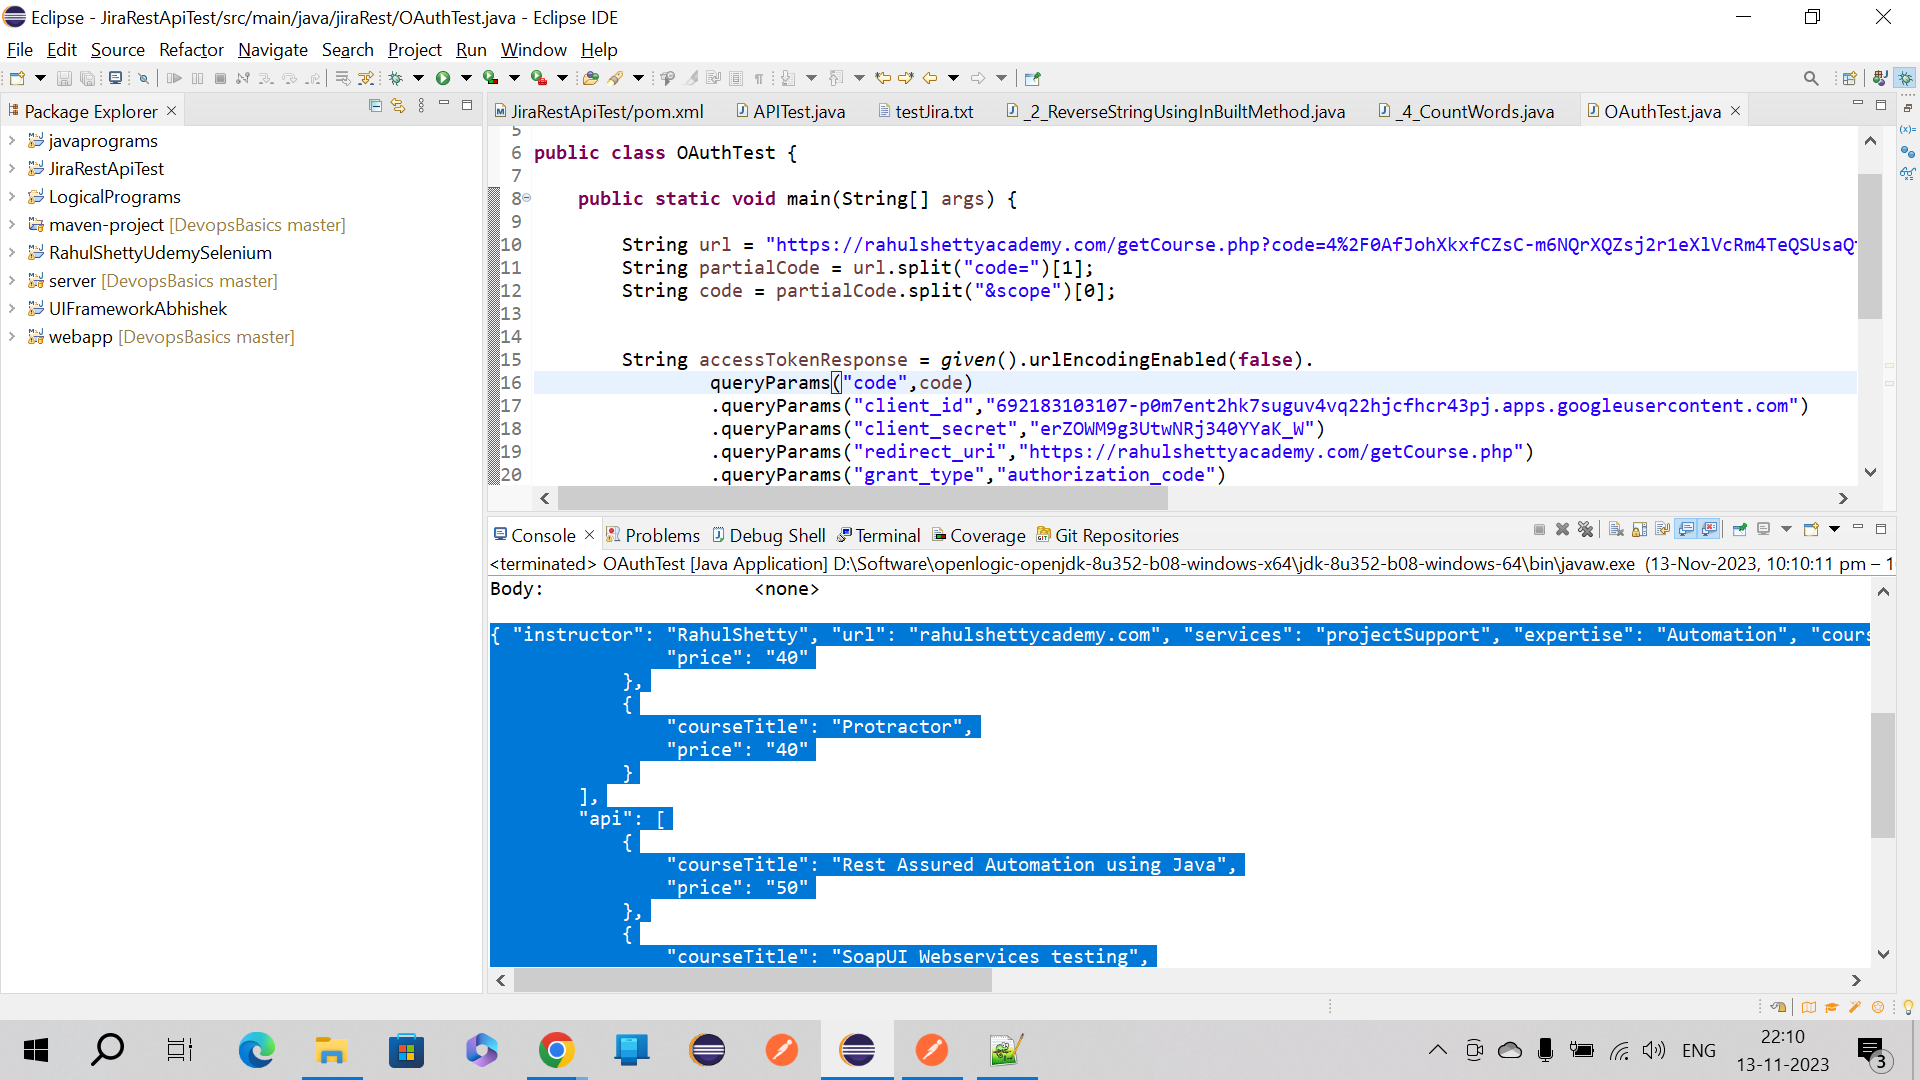 Eclipse - JiraRestApiTest/src/main/java/jiraRest/OAuthTest.java - Eclipse IDE
File Edit Source Refactor Navigate Search Project Run Window Help
Package Explorer
javaprograms
JiraRestApiTest
LogicalPrograms
maven-project [DevopsBasics master]
RahulShettyUdemySelenium
server [DevopsBasics master]
UIFrameworkAbhishek
webapp [DevopsBasics master]
JiraRestApiTest/pom.xml APITest.java testJira.txt _2_ReverseStringUsingInBuiltMethod.java _4_CountWords.java OAuthTest.java
5
6 public class OAuthTest {
7
8 public static void main(String[] args) {
9
10 String url = "https://rahulshettyacademy.com/getCourse.php?code=4%2F0AfJohXkxfCZsC-m6NQrXQZsj2r1eXlVcRm4TeQSUsaQ
11 String partialCode = url.split("code=")[1];
12 String code = partialCode.split("&scope")[0];
13
14
15 String accessTokenResponse = given().urlEncodingEnabled(false).
16 queryParams("code",code)
17 .queryParams("client_id","692183103107-p0m7ent2hk7suguv4vq22hjcfhcr43pj.apps.googleusercontent.com")
18 .queryParams("client_secret","erZOWM9g3UtwNRj340YYaK_W")
19 .queryParams("redirect_uri","https://rahulshettyacademy.com/getCourse.php")
20 .queryParams("grant_type","authorization_code")
Console Problems Debug Shell Terminal Coverage Git Repositories
<terminated> OAuthTest [Java Application] D:\Software\openlogic-openjdk-8u352-b08-windows-x64\jdk-8u352-b08-windows-64\bin\javaw.exe (13-Nov-2023, 10:10:11 pm – 1
Body: <none>
{ "instructor": "RahulShetty", "url": "rahulshettycademy.com", "services": "projectSupport", "expertise": "Automation", "cours
"price": "40"
},
{
"courseTitle": "Protractor",
"price": "40"
}
],
"api": [
{
"courseTitle": "Rest Assured Automation using Java",
"price": "50"
},
{
"courseTitle": "SoapUI Webservices testing",
ENG
22:10
13-11-2023
3